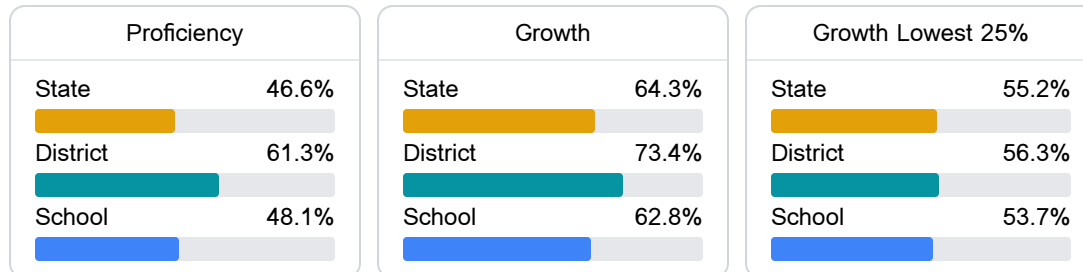 Proficiency
State 46.6%
District 61.3%
School 48.1%
Growth
State 64.3%
District 73.4%
School 62.8%
Growth Lowest 25%
State 55.2%
District 56.3%
School 53.7%